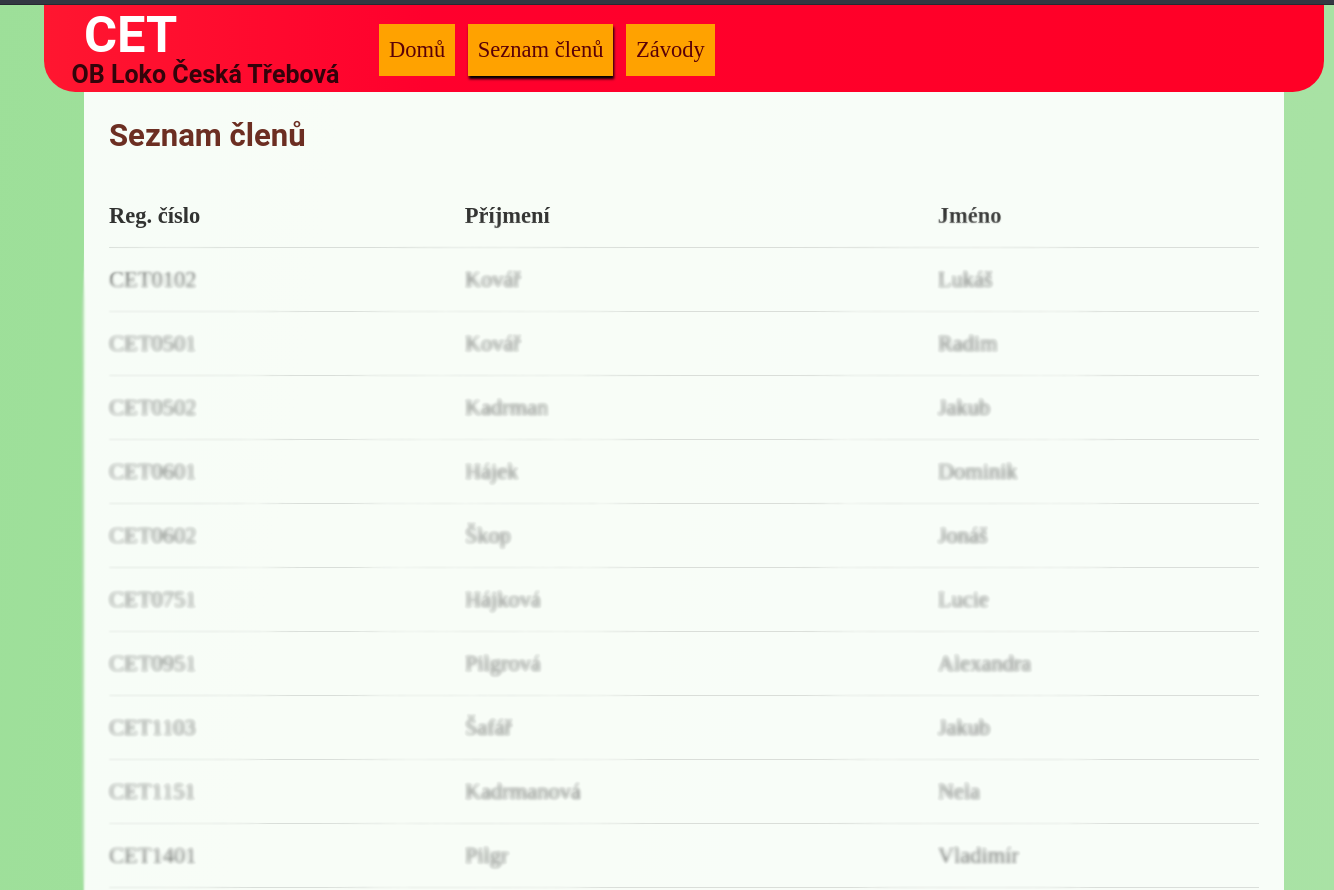 CET
OB Loko Česká Třebová
Domů Seznam členů Závody
Seznam členů
Reg. číslo Příjmení Jméno
CET0102 Kovář Lukáš
CET0501 Kovář Radim
CET0502 Kadrman Jakub
CET0601 Hájek Dominik
CET0602 Škop Jonáš
CET0751 Hájková Lucie
CET0951 Pilgrová Alexandra
CET1103 Šafář Jakub
CET1151 Kadrmanová Nela
CET1401 Pilgr Vladimír